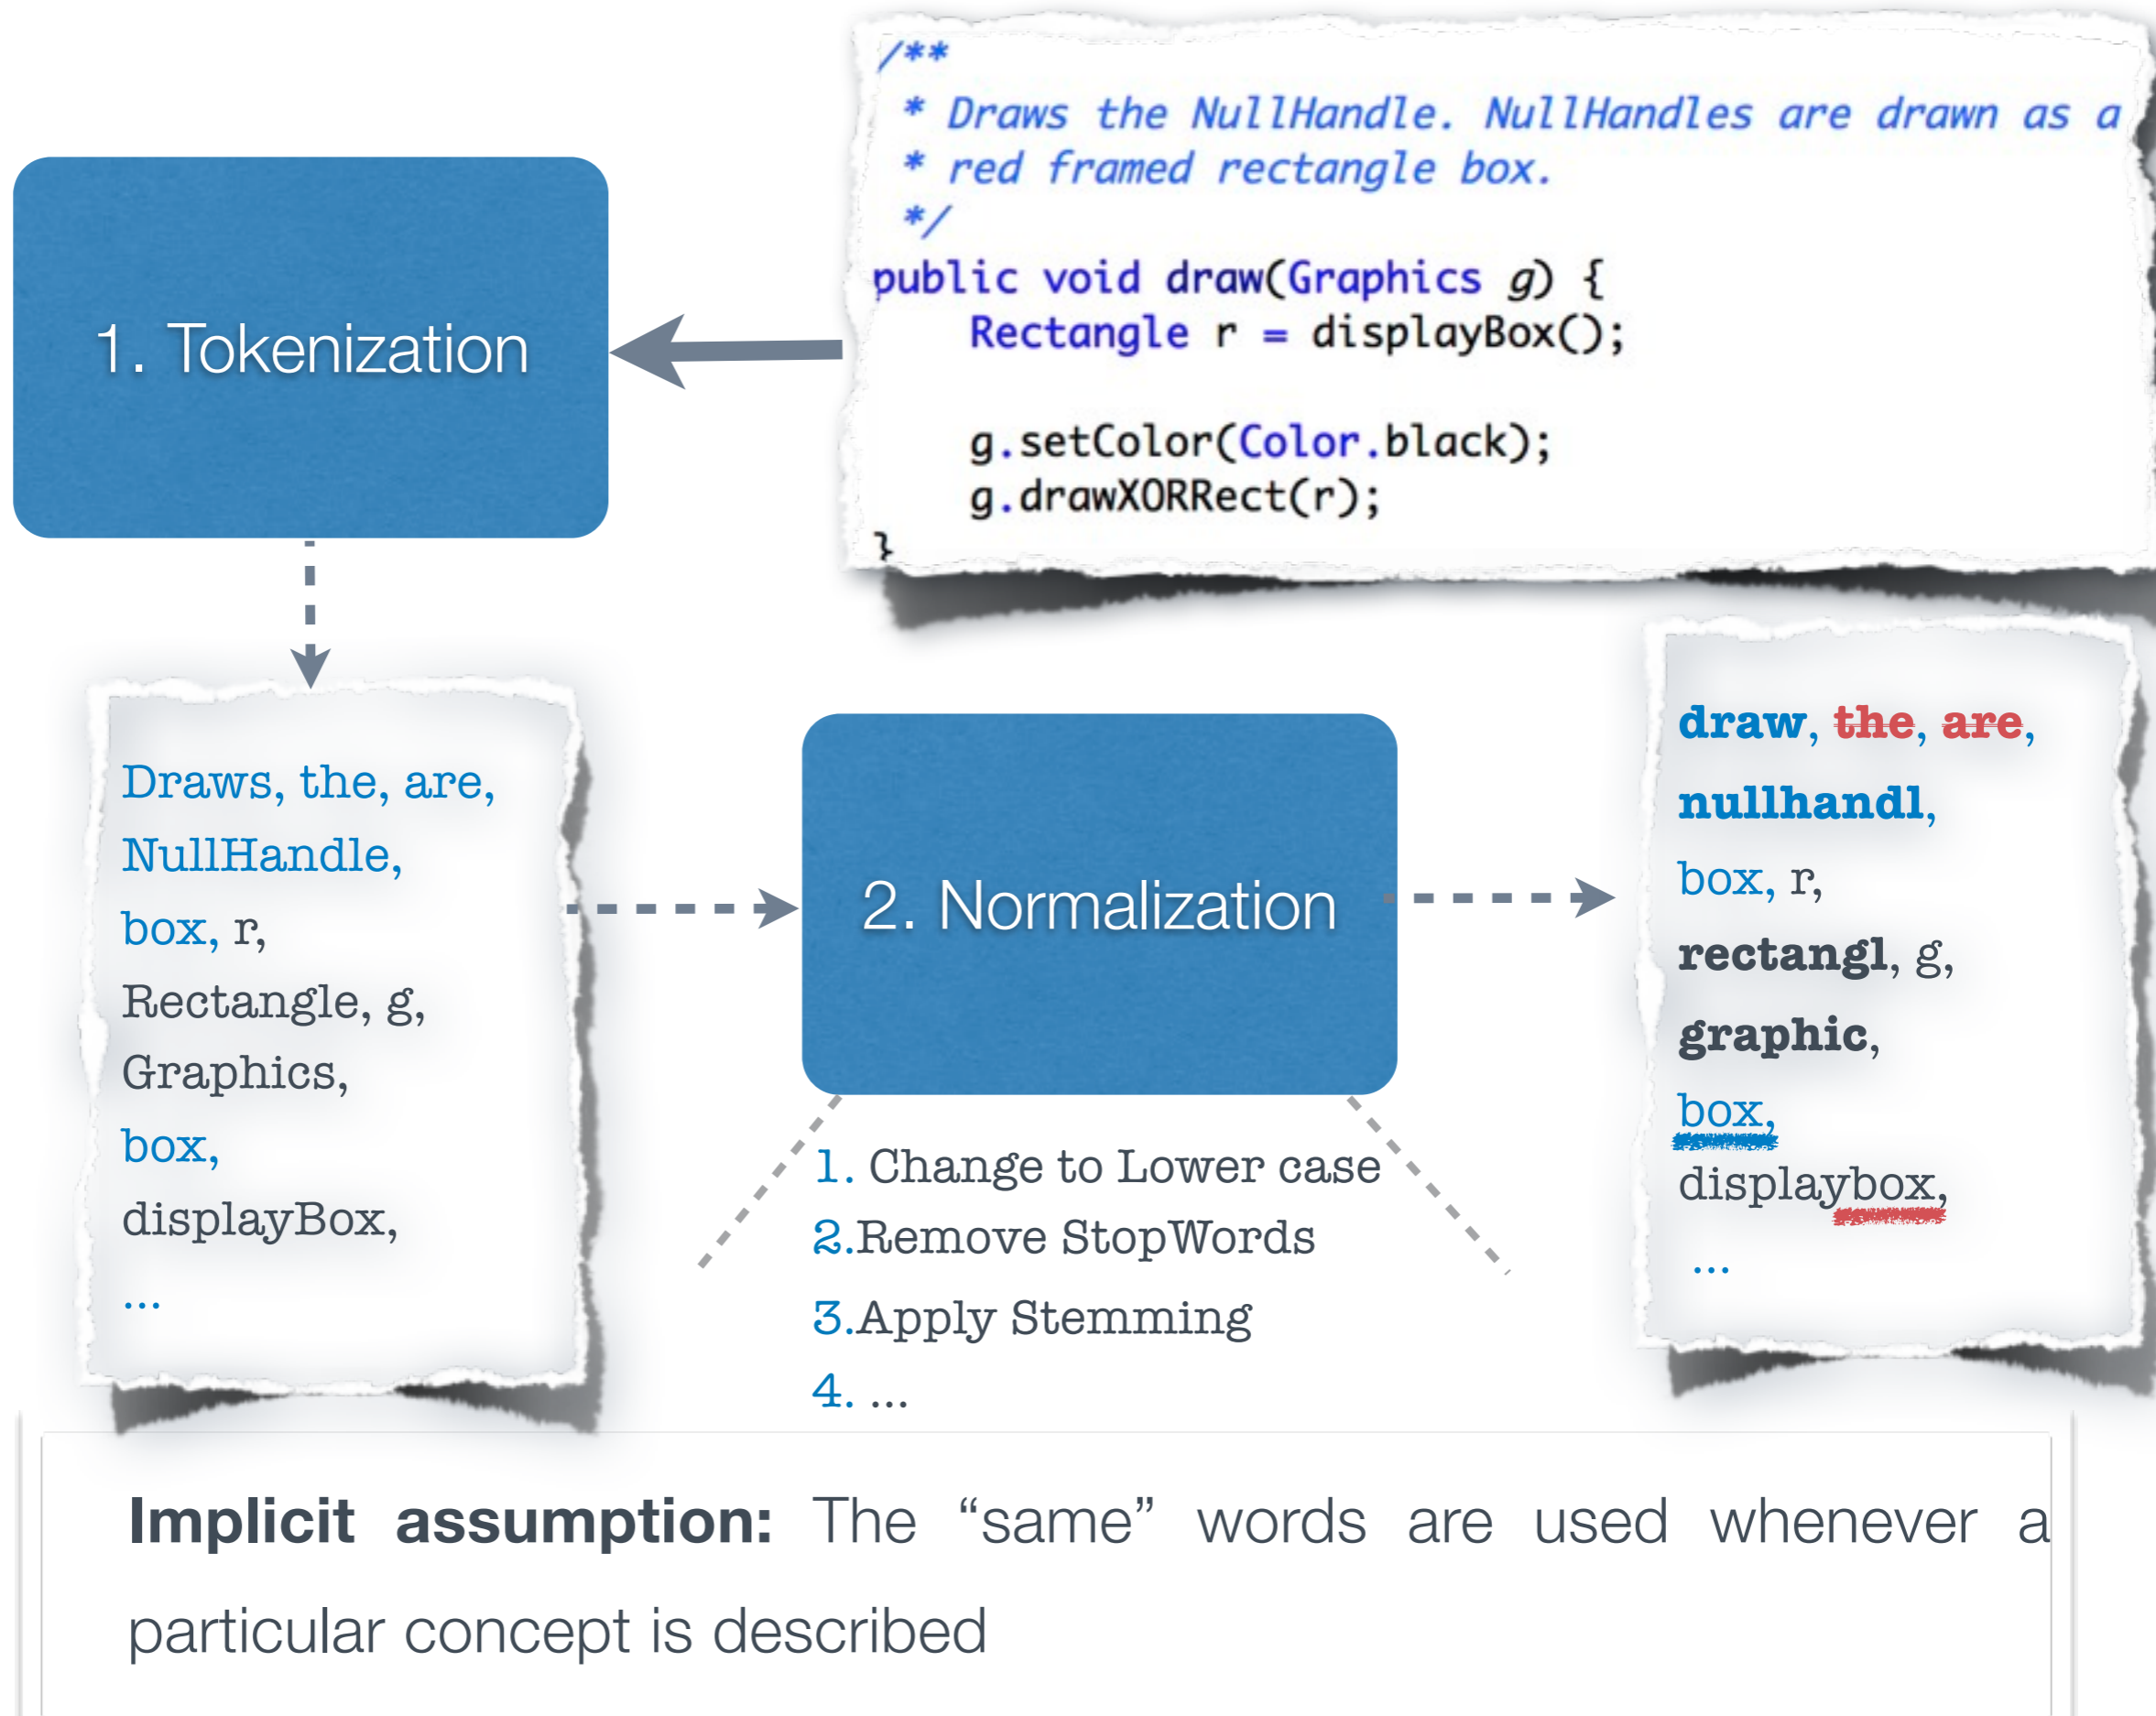 /**
* Draws the NullHandle. NullHandles are drawn as a
* red framed rectangle box.
*/
public void draw(Graphics g) {
Rectangle r = displayBox();
g.setColor(Color.black);
g.drawXORRect(r);
}
1. Tokenization
Draws, the, are,
NullHandle,
box, r,
Rectangle, g,
Graphics,
box,
displayBox,
...
2. Normalization
1. Change to Lower case
2.Remove StopWords
3.Apply Stemming
4. ...
draw, the, are,
nullhandl,
box, r,
rectangl, g,
graphic,
box,
displaybox,
...
Implicit assumption: The “same” words are used whenever a
particular concept is described